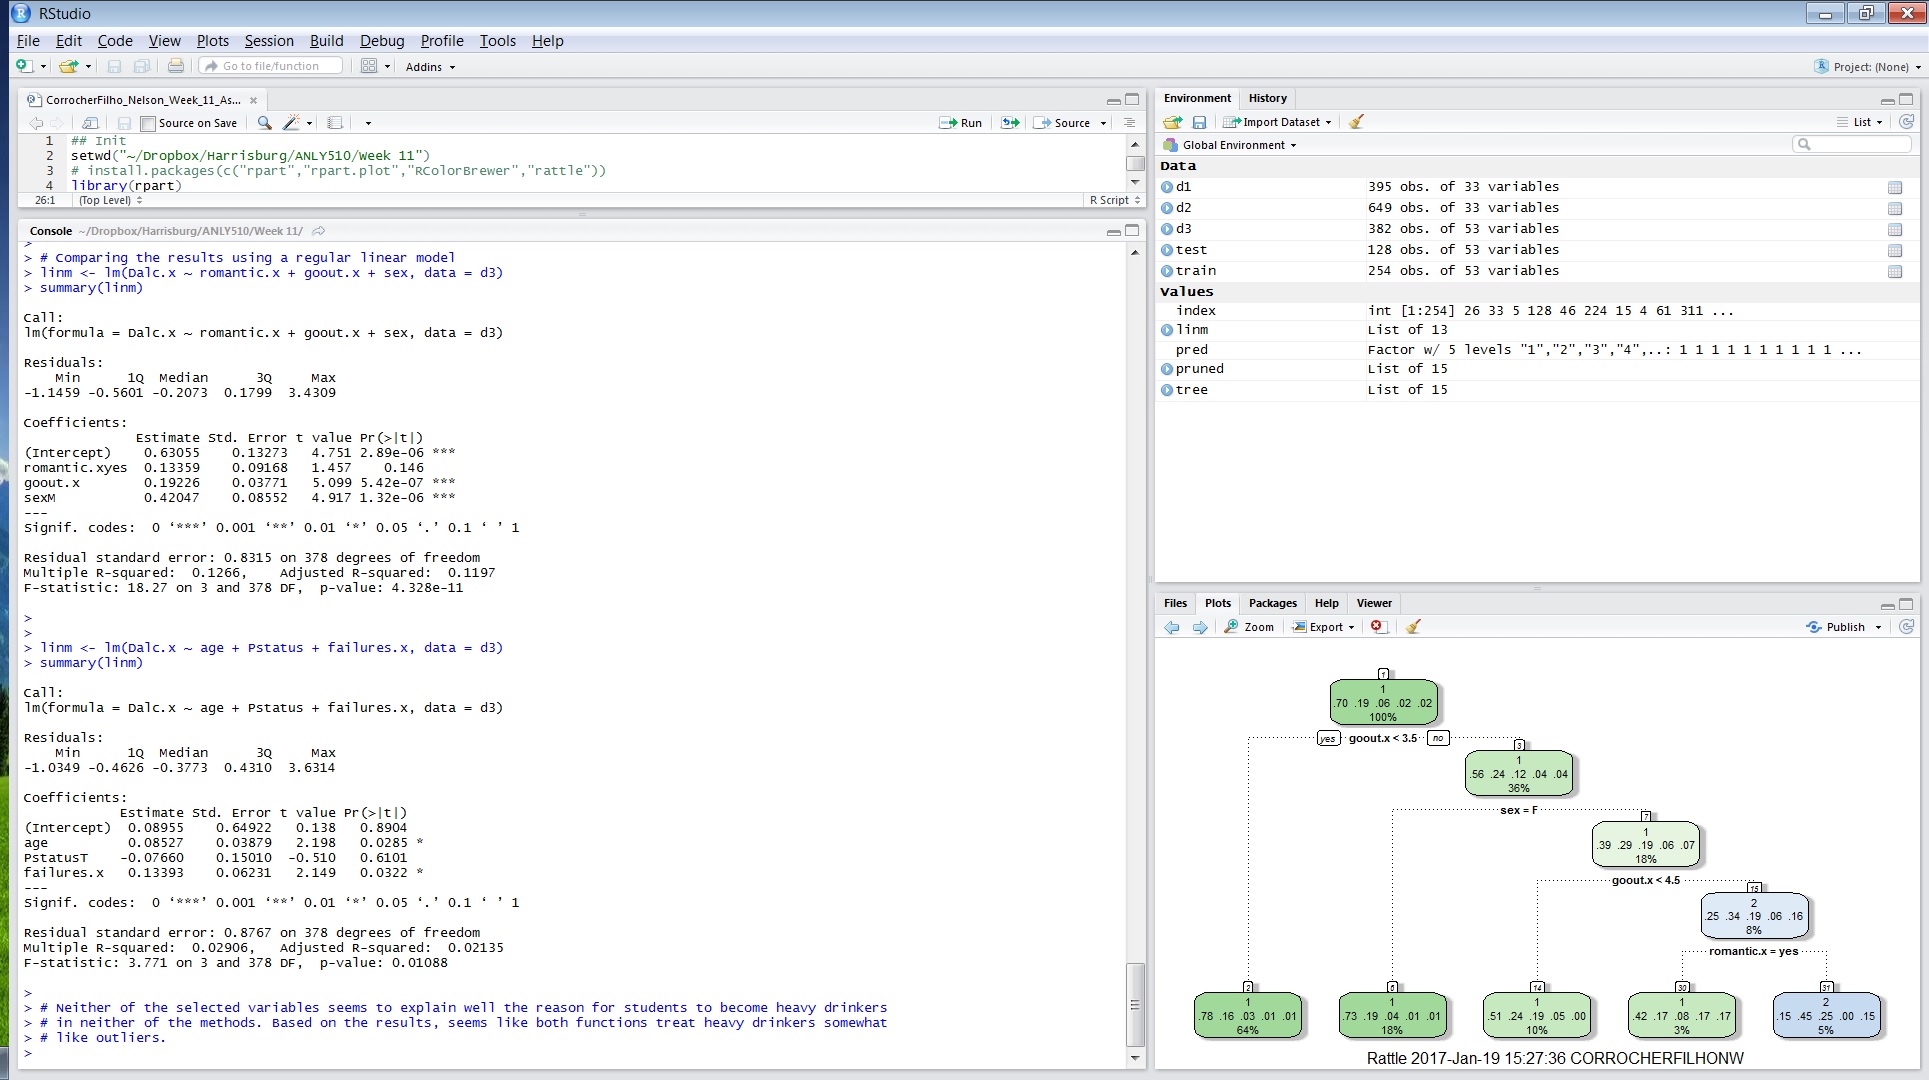 RStudio
File Edit Code View Plots Session Build Debug Profile Tools Help
Go to file/function Addins Project: (None)
CorrocherFilho_Nelson_Week_11_As...
Source on Save Run Source
1 ## Init
2 setwd("~/Dropbox/Harrisburg/ANLY510/Week 11")
3 # install.packages(c("rpart","rpart.plot","RColorBrewer","rattle"))
4 library(rpart)
26:1 (Top Level) R Script
Console ~/Dropbox/Harrisburg/ANLY510/Week 11/
>
> # Comparing the results using a regular linear model
> linm <- lm(Dalc.x ~ romantic.x + goout.x + sex, data = d3)
> summary(linm)
Call:
lm(formula = Dalc.x ~ romantic.x + goout.x + sex, data = d3)
Residuals:
Min 1Q Median 3Q Max
-1.1459 -0.5601 -0.2073 0.1799 3.4309
Coefficients:
Estimate Std. Error t value Pr(>|t|)
(Intercept) 0.63055 0.13273 4.751 2.89e-06 ***
romantic.xyes 0.13359 0.09168 1.457 0.146
goout.x 0.19226 0.03771 5.099 5.42e-07 ***
sexM 0.42047 0.08552 4.917 1.32e-06 ***
---
Signif. codes: 0 ‘***’ 0.001 ‘**’ 0.01 ‘*’ 0.05 ‘.’ 0.1 ‘ ’ 1
Residual standard error: 0.8315 on 378 degrees of freedom
Multiple R-squared: 0.1266, Adjusted R-squared: 0.1197
F-statistic: 18.27 on 3 and 378 DF, p-value: 4.328e-11
>
>
> linm <- lm(Dalc.x ~ age + Pstatus + failures.x, data = d3)
> summary(linm)
Call:
lm(formula = Dalc.x ~ age + Pstatus + failures.x, data = d3)
Residuals:
Min 1Q Median 3Q Max
-1.0349 -0.4626 -0.3773 0.4310 3.6314
Coefficients:
Estimate Std. Error t value Pr(>|t|)
(Intercept) 0.08955 0.64922 0.138 0.8904
age 0.08527 0.03879 2.198 0.0285 *
PstatusT -0.07660 0.15010 -0.510 0.6101
failures.x 0.13393 0.06231 2.149 0.0322 *
---
Signif. codes: 0 ‘***’ 0.001 ‘**’ 0.01 ‘*’ 0.05 ‘.’ 0.1 ‘ ’ 1
Residual standard error: 0.8767 on 378 degrees of freedom
Multiple R-squared: 0.02906, Adjusted R-squared: 0.02135
F-statistic: 3.771 on 3 and 378 DF, p-value: 0.01088
>
> # Neither of the selected variables seems to explain well the reason for students to become heavy drinkers
> # in neither of the methods. Based on the results, seems like both functions treat heavy drinkers somewhat
> # like outliers.
>
Environment History
Import Dataset List
Global Environment
Data
d1 395 obs. of 33 variables
d2 649 obs. of 33 variables
d3 382 obs. of 53 variables
test 128 obs. of 53 variables
train 254 obs. of 53 variables
Values
index int [1:254] 26 33 5 128 46 224 15 4 61 311 ...
linm List of 13
pred Factor w/ 5 levels "1","2","3","4",..: 1 1 1 1 1 1 1 1 1 1 ...
pruned List of 15
tree List of 15
Files Plots Packages Help Viewer
Zoom Export Publish
1
1
.70 .19 .06 .02 .02
100%
yes goout.x < 3.5 no
3
1
.56 .24 .12 .04 .04
36%
sex = F
7
1
.39 .29 .19 .06 .07
18%
goout.x < 4.5
15
2
.25 .34 .19 .06 .16
8%
romantic.x = yes
2 6 14 30 31
1 1 1 1 2
.78 .16 .03 .01 .01 .73 .19 .04 .01 .01 .51 .24 .19 .05 .00 .42 .17 .08 .17 .17 .15 .45 .25 .00 .15
64% 18% 10% 3% 5%
Rattle 2017-Jan-19 15:27:36 CORROCHERFILHONW